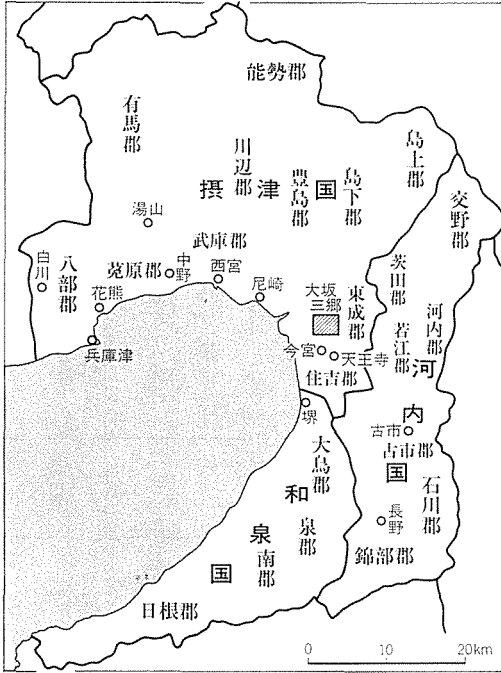 能勢郡
有馬郡
川辺郡
摂津国
豊島郡
島下郡
島上郡
交野郡
湯山
武庫郡
茨田郡
白川
八部郡
菟原郡
中野
西宮
尼崎
大坂
三郷
東成郡
若江郡
河内郡
花熊
兵庫津
今宮
天王寺
住吉郡
河内国
堺
古市
古市郡
大鳥郡
石川郡
長野
錦部郡
和泉国
泉郡
南郡
日根郡
0 10 20km